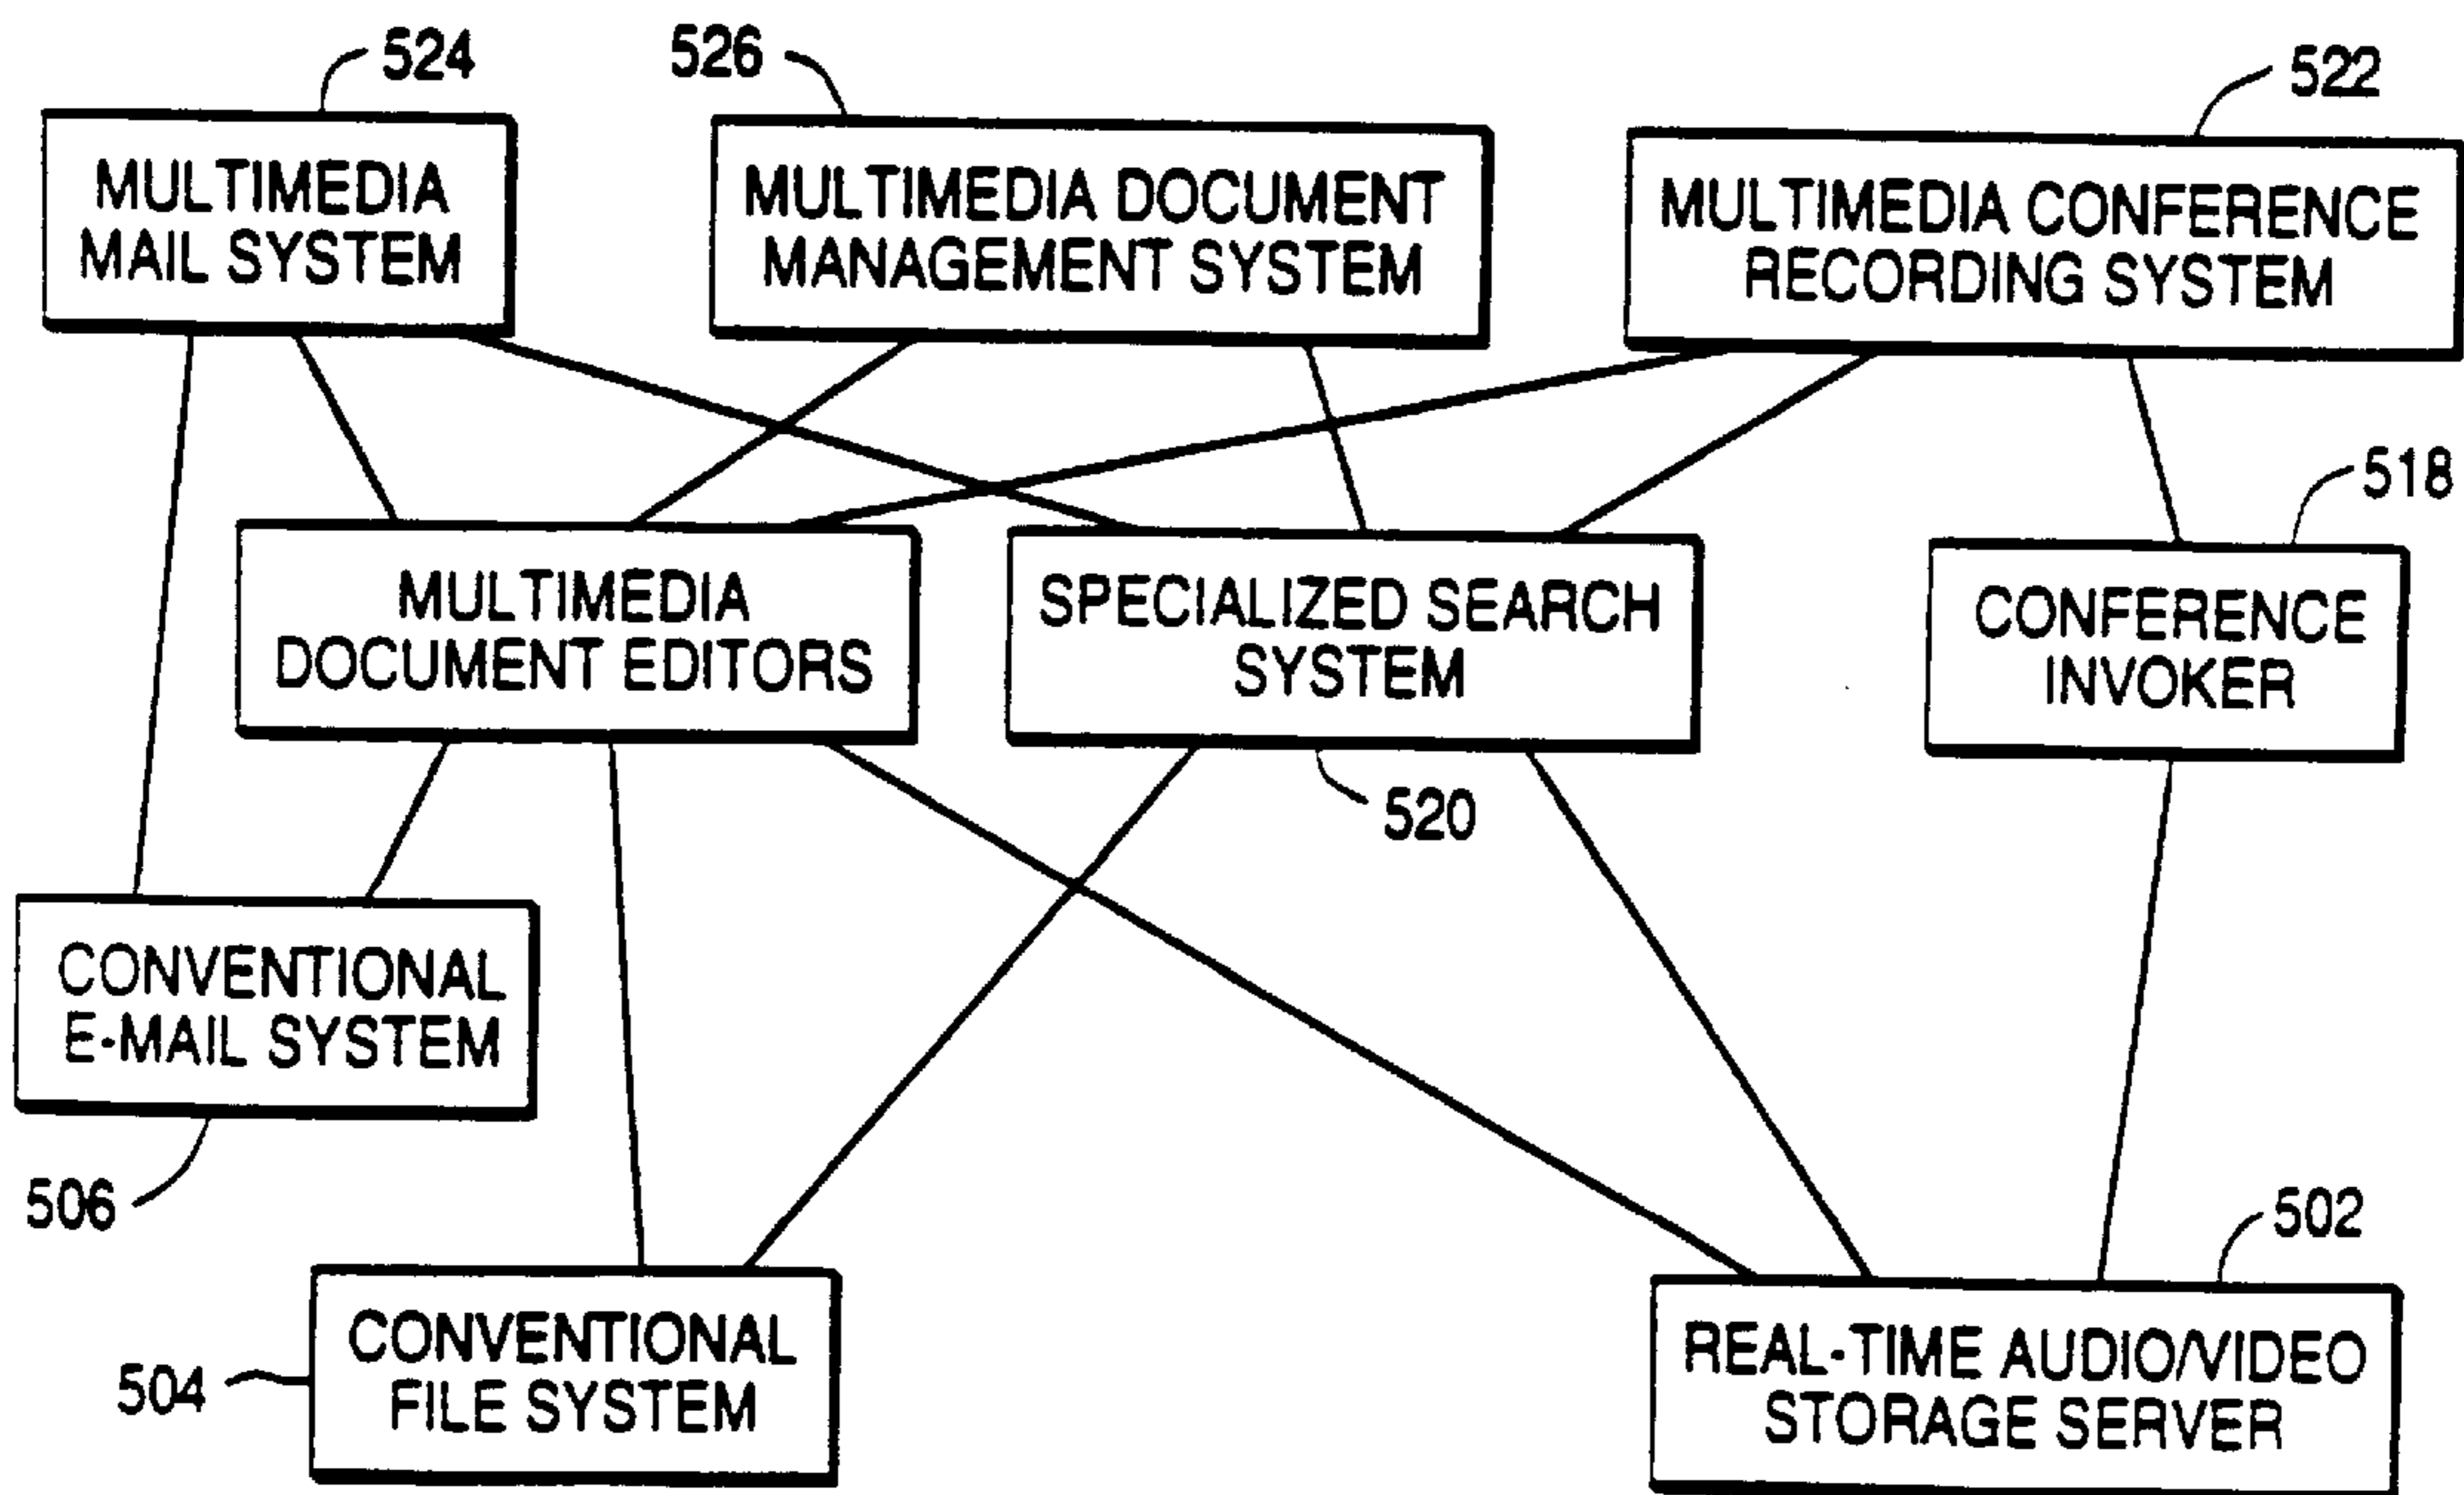 524
526
522
MULTIMEDIA
MAIL SYSTEM
MULTIMEDIA DOCUMENT
MANAGEMENT SYSTEM
MULTIMEDIA CONFERENCE
RECORDING SYSTEM
518
MULTIMEDIA
DOCUMENT EDITORS
SPECIALIZED SEARCH
SYSTEM
CONFERENCE
INVOKER
520
CONVENTIONAL
E-MAIL SYSTEM
506
502
504
CONVENTIONAL
FILE SYSTEM
REAL-TIME AUDIO/VIDEO
STORAGE SERVER